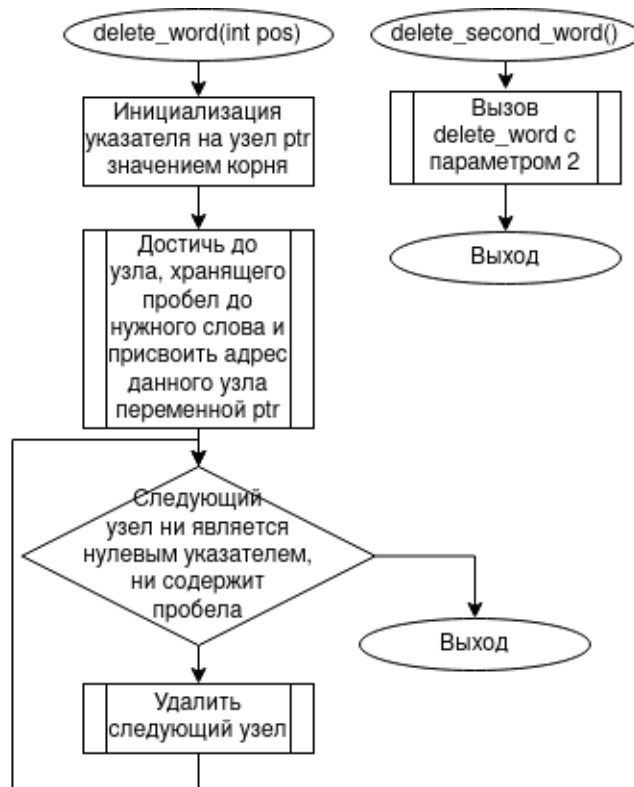 delete_word(int pos)
Инициализация
указателя на узел ptr
значением корня
Достичь до
узла, хранящего
пробел до
нужного слова и
присвоить адрес
данного узла
переменной ptr
Следующий
узел ни является
нулевым указателем,
ни содержит
пробела
Выход
Удалить
следующий узел
delete_second_word()
Вызов
delete_word с
параметром 2
Выход